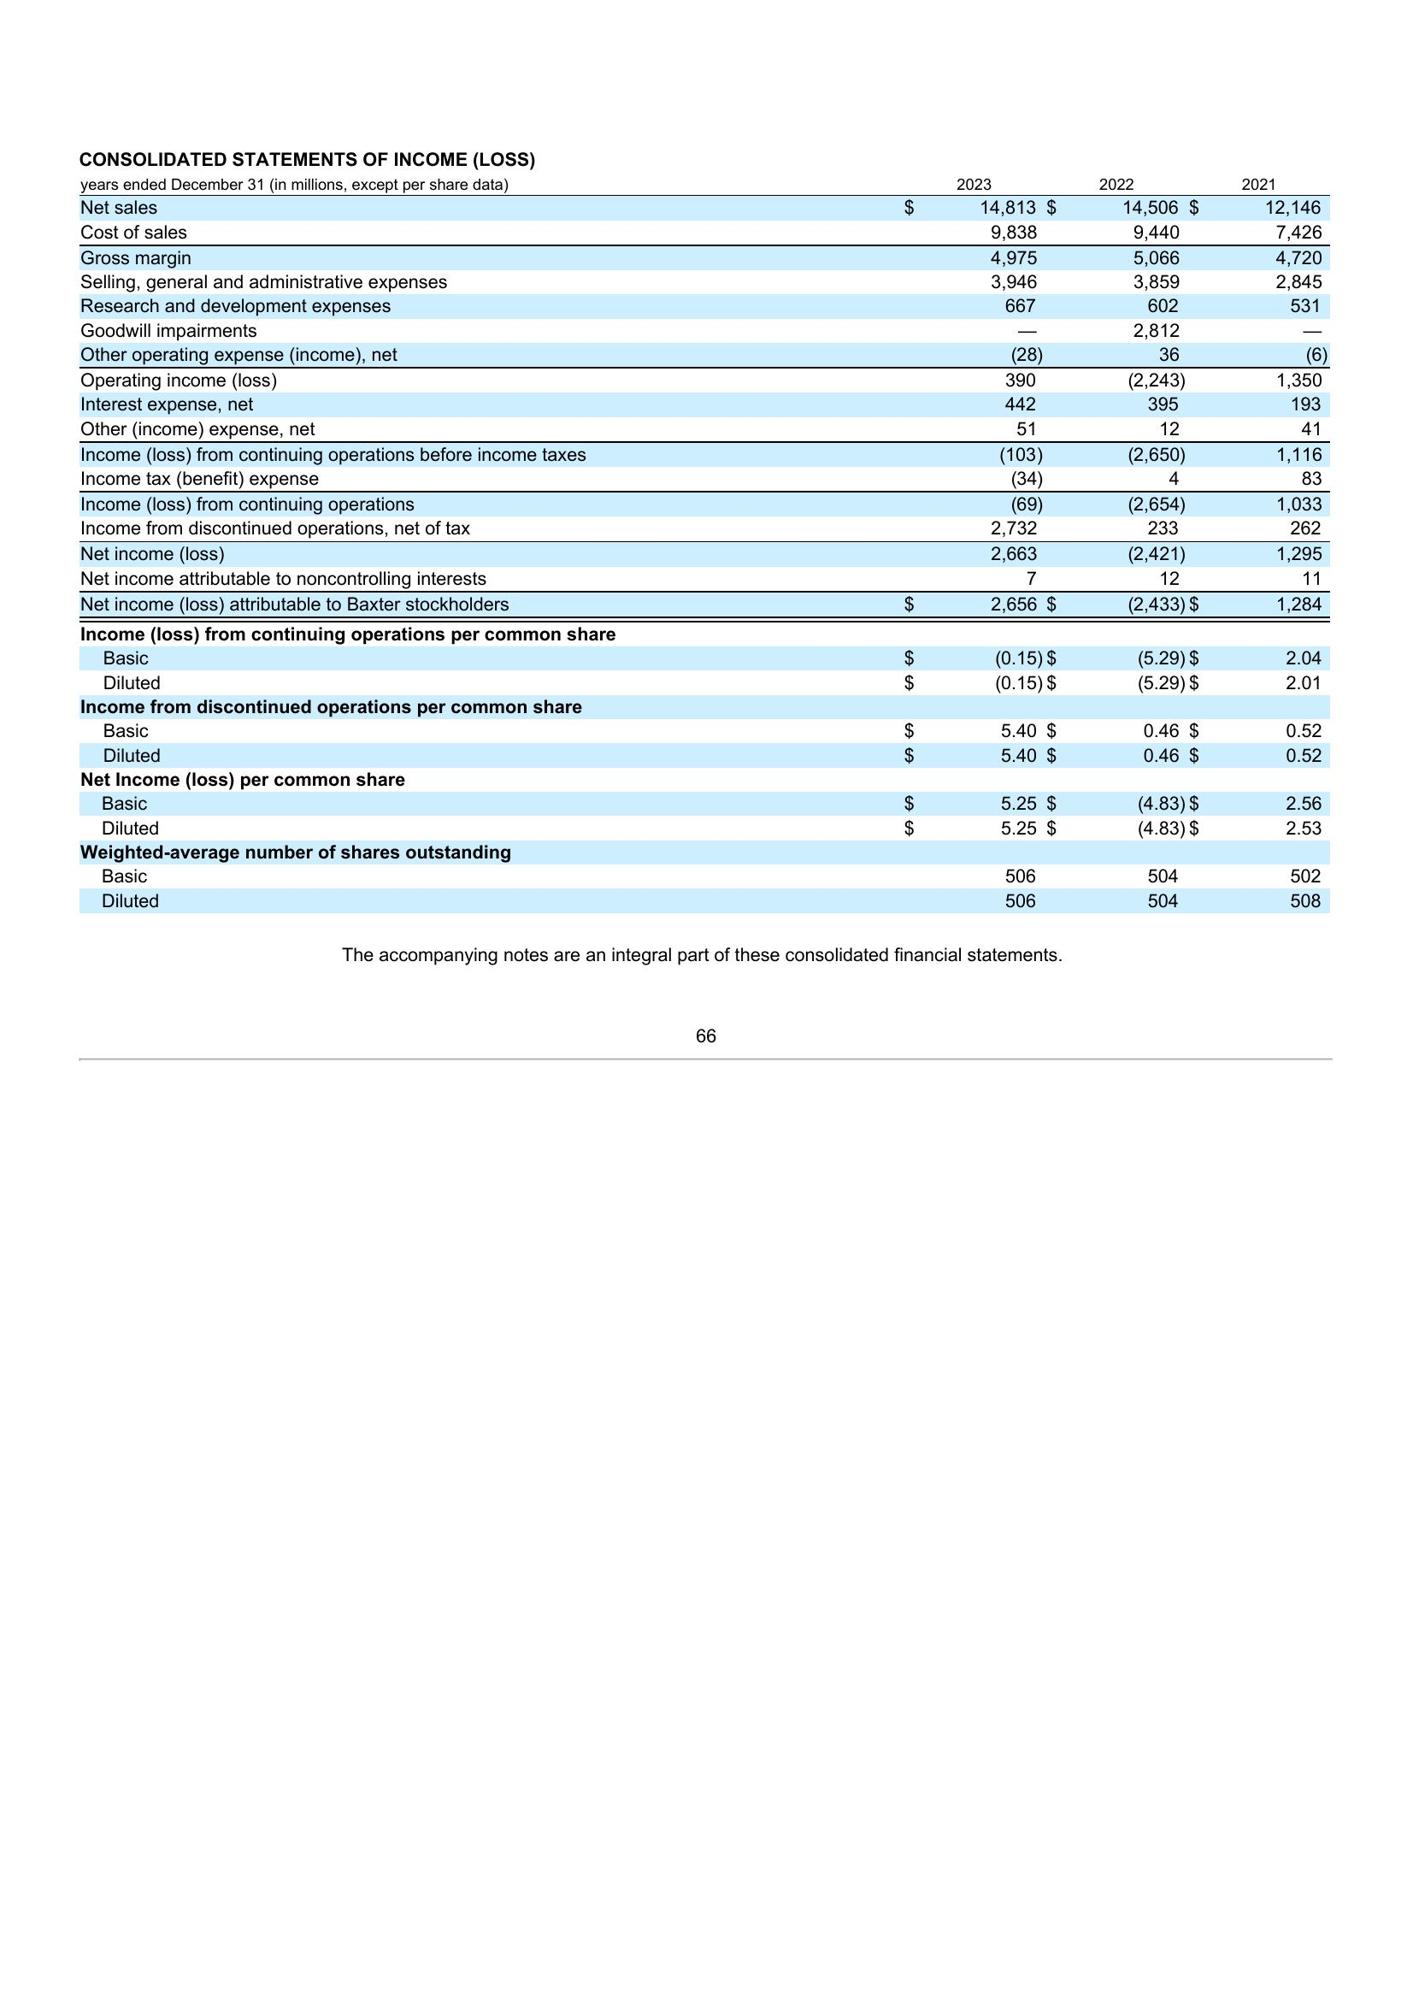 CONSOLIDATED STATEMENTS OF INCOME (LOSS)
years ended December 31 (in millions, except per share data) 2023 2022 2021
Net sales $ 14,813 $ 14,506 $ 12,146
Cost of sales 9,838 9,440 7,426
Gross margin 4,975 5,066 4,720
Selling, general and administrative expenses 3,946 3,859 2,845
Research and development expenses 667 602 531
Goodwill impairments — 2,812 —
Other operating expense (income), net (28) 36 (6)
Operating income (loss) 390 (2,243) 1,350
Interest expense, net 442 395 193
Other (income) expense, net 51 12 41
Income (loss) from continuing operations before income taxes (103) (2,650) 1,116
Income tax (benefit) expense (34) 4 83
Income (loss) from continuing operations (69) (2,654) 1,033
Income from discontinued operations, net of tax 2,732 233 262
Net income (loss) 2,663 (2,421) 1,295
Net income attributable to noncontrolling interests 7 12 11
Net income (loss) attributable to Baxter stockholders $ 2,656 $ (2,433) $ 1,284
Income (loss) from continuing operations per common share
Basic $ (0.15) $ (5.29) $ 2.04
Diluted $ (0.15) $ (5.29) $ 2.01
Income from discontinued operations per common share
Basic $ 5.40 $ 0.46 $ 0.52
Diluted $ 5.40 $ 0.46 $ 0.52
Net Income (loss) per common share
Basic $ 5.25 $ (4.83) $ 2.56
Diluted $ 5.25 $ (4.83) $ 2.53
Weighted-average number of shares outstanding
Basic 506 504 502
Diluted 506 504 508
The accompanying notes are an integral part of these consolidated financial statements.
66